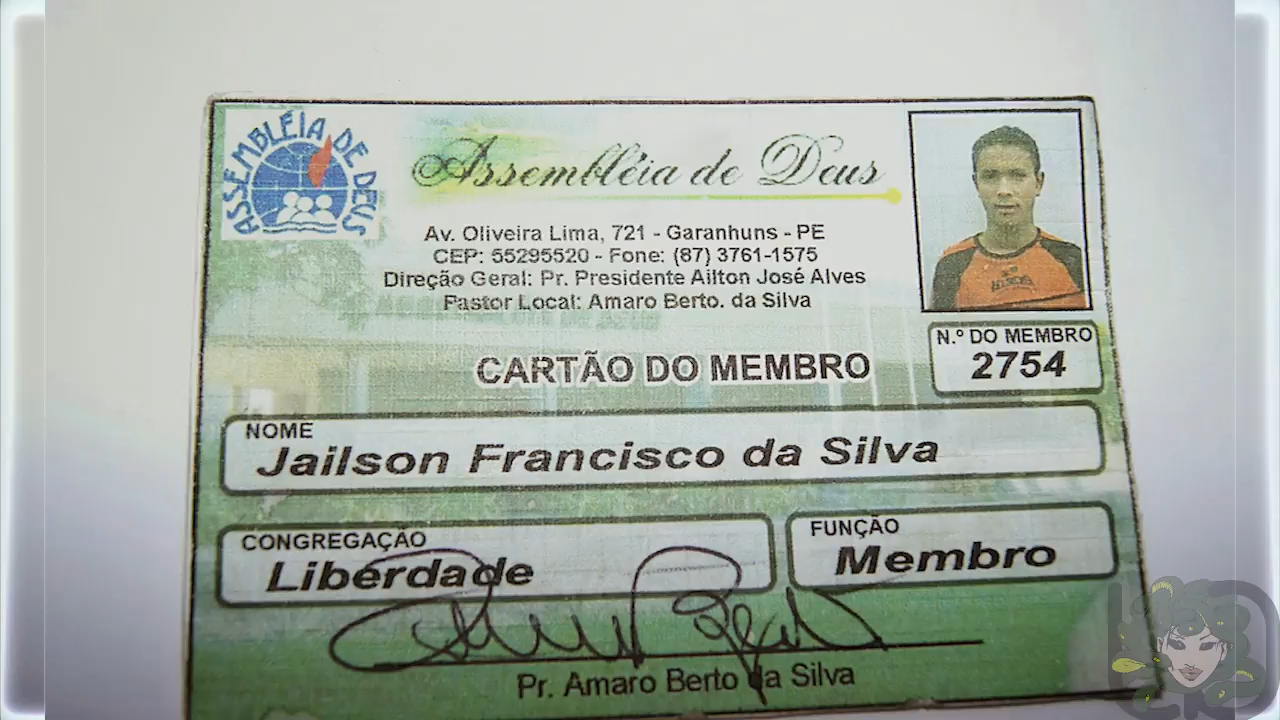 ASSEMBLÉIA DE DEUS
Assembléia de Deus
Av. Oliveira Lima, 721 - Garanhuns - PE
CEP: 55295520 - Fone: (87) 3761-1575
Direção Geral: Pr. Presidente Ailton José Alves
Pastor Local: Amaro Berto. da Silva
CARTÃO DO MEMBRO
N.º DO MEMBRO
2754
NOME
Jailson Francisco da Silva
CONGREGAÇÃO
Liberdade
FUNÇÃO
Membro
Pr. Amaro Berto da Silva